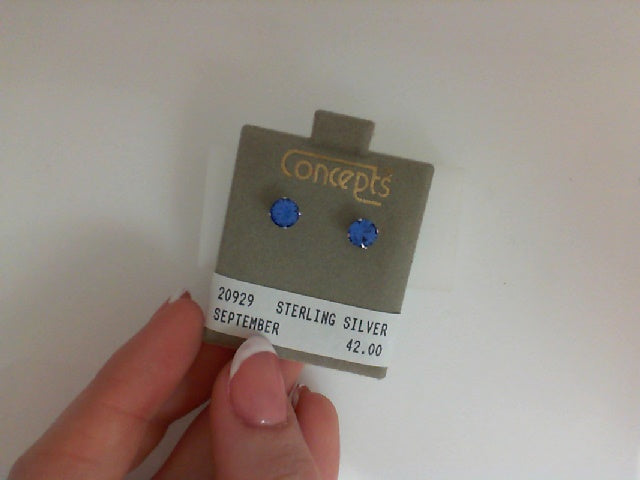 Concepts
20929 STERLING SILVER
SEPTEMBER 42.00